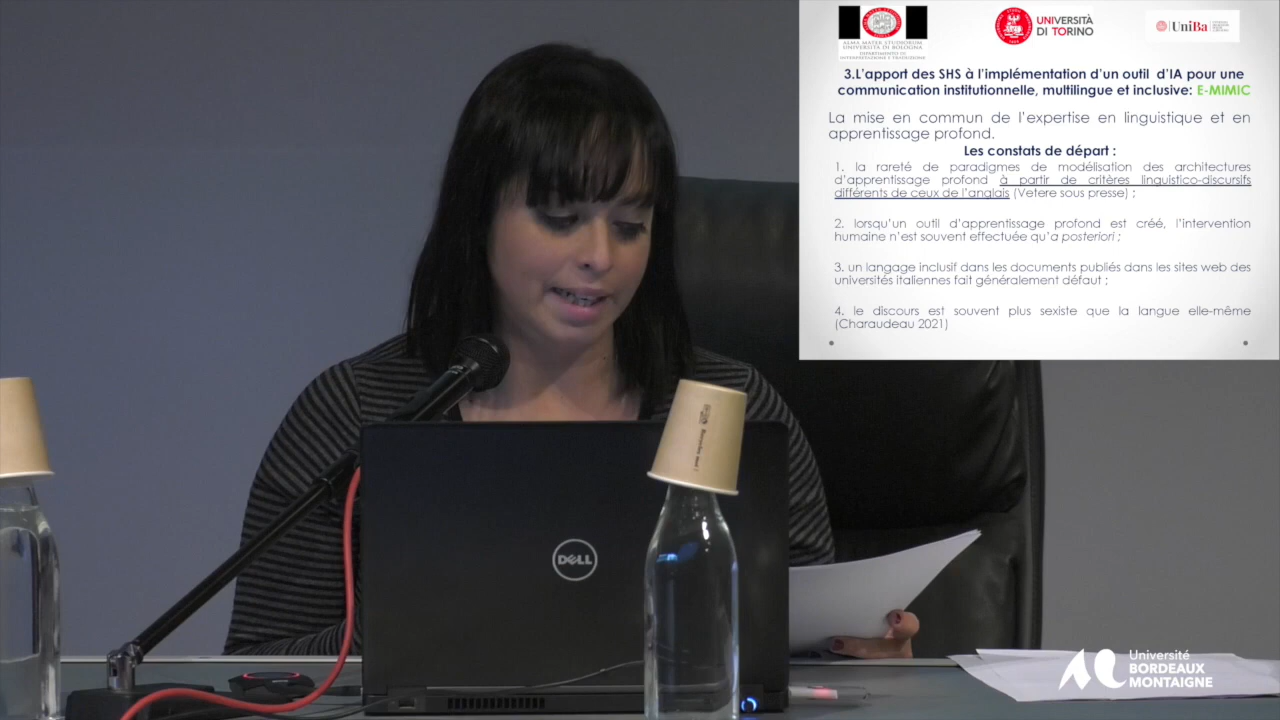 ALMA MATER STUDIORUM
UNIVERSITÀ DI BOLOGNA
DIPARTIMENTO DI
INTERPRETAZIONE E TRADUZIONE
UNIVERSITÀ
DI TORINO
UniBa
3.L'apport des SHS à l'implémentation d'un outil d'IA pour une
communication institutionnelle, multilingue et inclusive: E-MIMIC
La mise en commun de l'expertise en linguistique et en
apprentissage profond.
Les constats de départ :
1. la rareté de paradigmes de modélisation des architectures
d'apprentissage profond à partir de critères linguistico-discursifs
différents de ceux de l'anglais (Vetere sous presse) ;
2. lorsqu'un outil d'apprentissage profond est créé, l'intervention
humaine n'est souvent effectuée qu'a posteriori ;
3. un langage inclusif dans les documents publiés dans les sites web des
universités italiennes fait généralement défaut ;
4. le discours est souvent plus sexiste que la langue elle-même
(Charaudeau 2021)
DELL
Université
BORDEAUX
MONTAIGNE